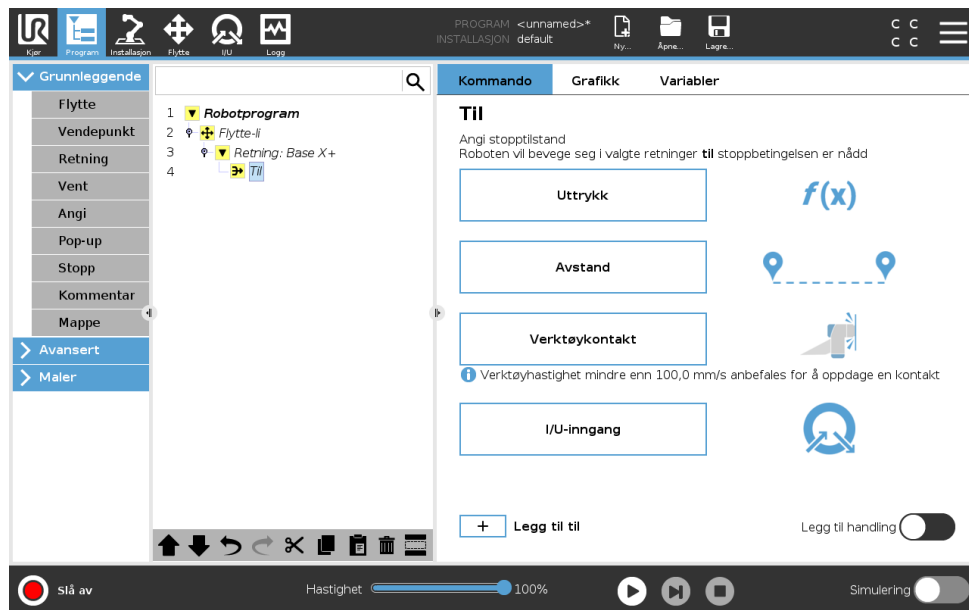 UR
Kjør
Program
Installasjon
Flytte
I/U
Logg
PROGRAM <unnamed>*
INSTALLASJON default
Ny...
Åpne...
Lagre...
C C
C C
Grunnleggende
Flytte
Vendepunkt
Retning
Vent
Angi
Pop-up
Stopp
Kommentar
Mappe
Avansert
Maler
1 Robotprogram
2 Flytte-li
3 Retning: Base X+
4 Til
Kommando Grafikk Variabler
Til
Angi stopptilstand
Roboten vil bevege seg i valgte retninger til stoppbetingelsen er nådd
Uttrykk f(x)
Avstand
Verktøykontakt
Verktøyhastighet mindre enn 100,0 mm/s anbefales for å oppdage en kontakt
I/U-inngang
+ Legg til til
Legg til handling
Slå av
Hastighet 100%
Simulering